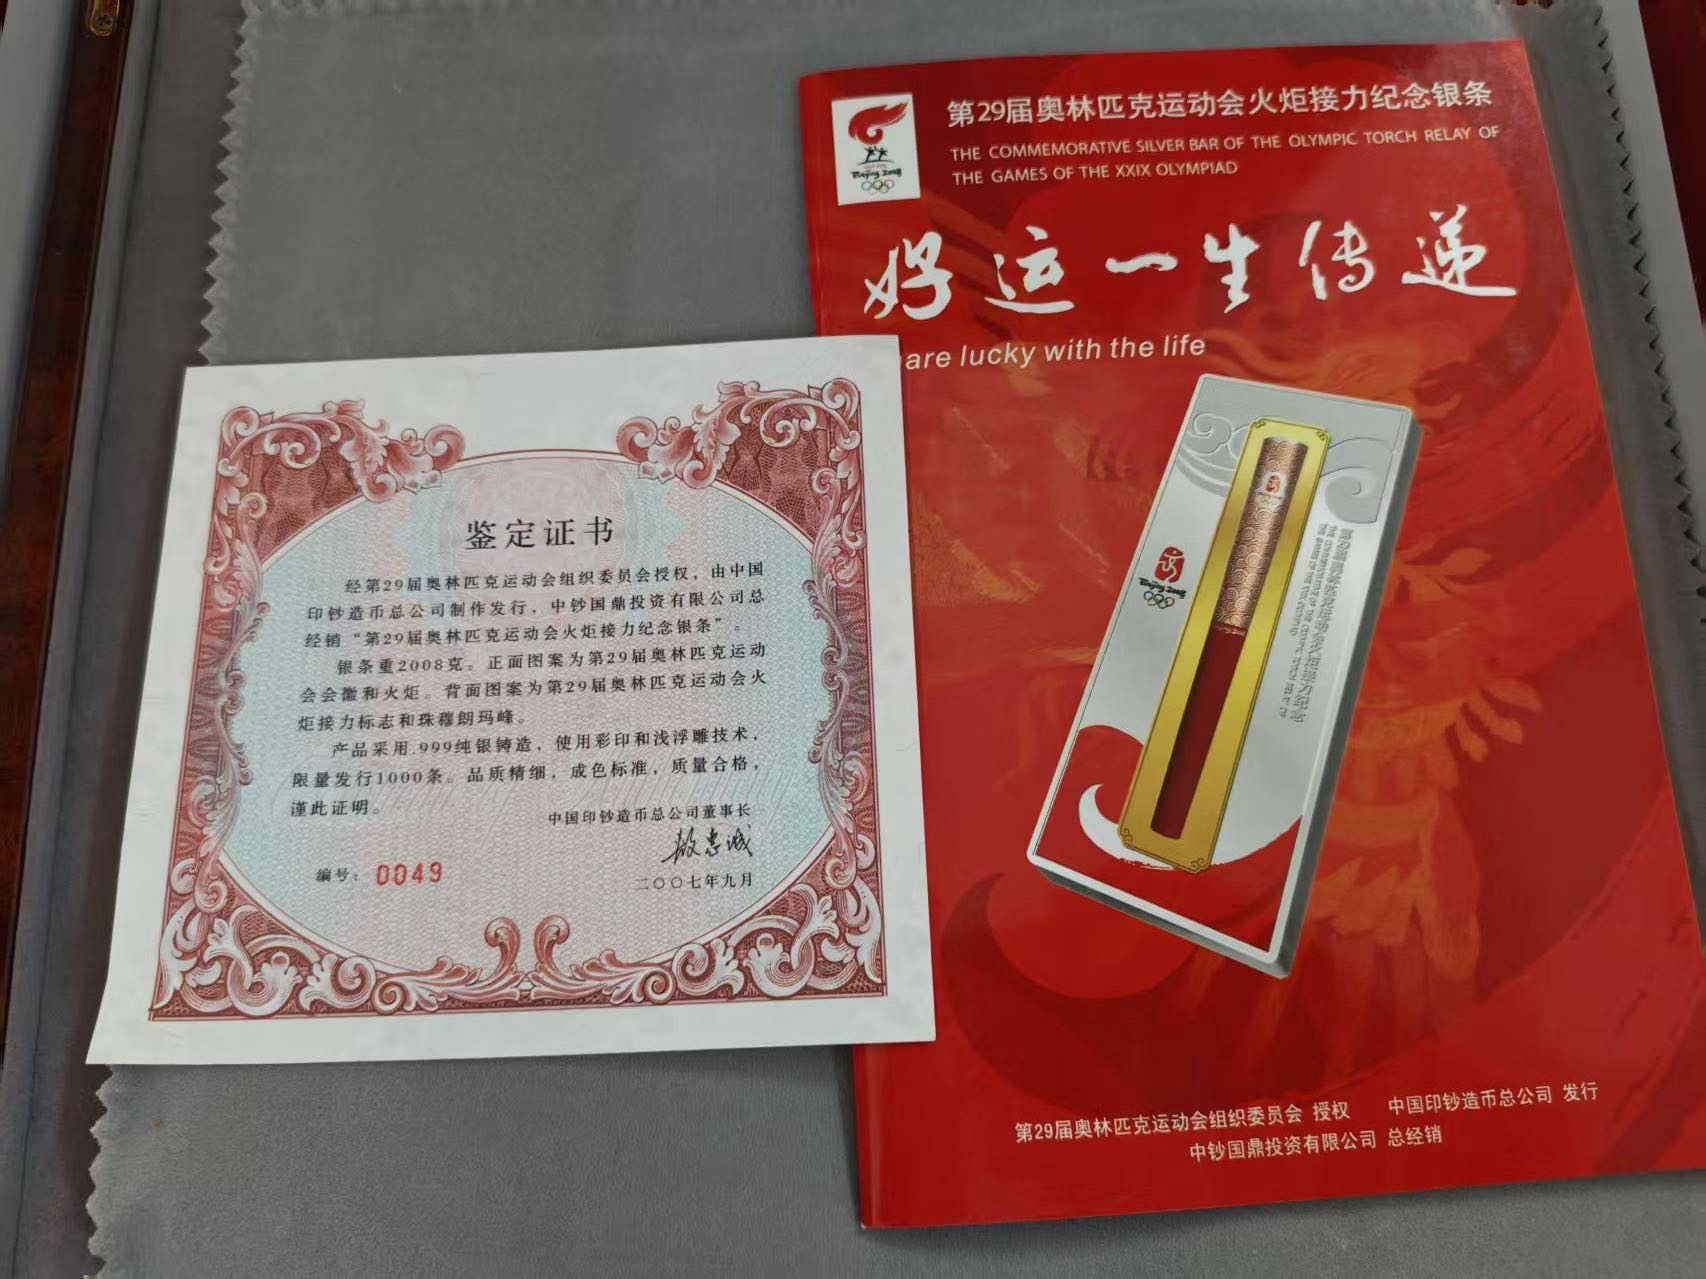 鉴定证书
经第29届奥林匹克运动会组织委员会授权，由中国
印钞造币总公司制作发行，中钞国鼎投资有限公司总
经销“第29届奥林匹克运动会火炬接力纪念银条”。
银条重2008克。正面图案为第29届奥林匹克运动
会会徽和火炬。背面图案为第29届奥林匹克运动会火
炬接力标志和珠穆朗玛峰。
产品采用.999纯银铸造，使用彩印和浅浮雕技术，
限量发行1000条。品质精细，成色标准，质量合格，
谨此证明。
中国印钞造币总公司董事长
编号：0049
二〇〇七年九月
Beijing 2008
第29届奥林匹克运动会火炬接力纪念银条
THE COMMEMORATIVE SILVER BAR OF THE OLYMPIC TORCH RELAY OF
THE GAMES OF THE XXIX OLYMPIAD
好运一生传递
are lucky with the life
Beijing 2008
第29届奥林匹克运动会组织委员会 授权 中国印钞造币总公司 发行
中钞国鼎投资有限公司 总经销